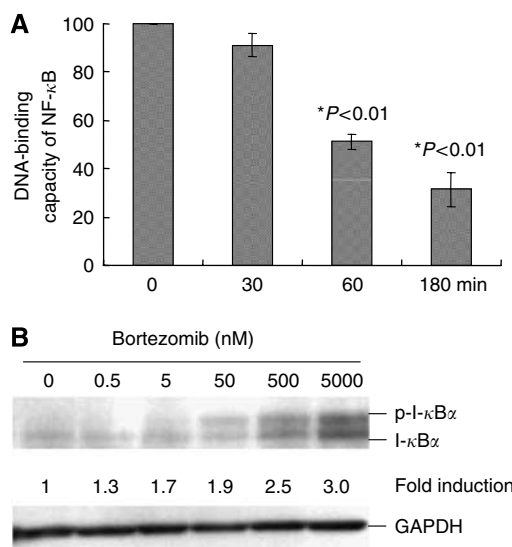 A
DNA-binding
capacity of NF-κB
100
80
60
40
20
0
*P<0.01
*P<0.01
0 30 60 180 min
B
Bortezomib (nM)
0 0.5 5 50 500 5000
p-I-κBα
I-κBα
1 1.3 1.7 1.9 2.5 3.0 Fold induction
GAPDH